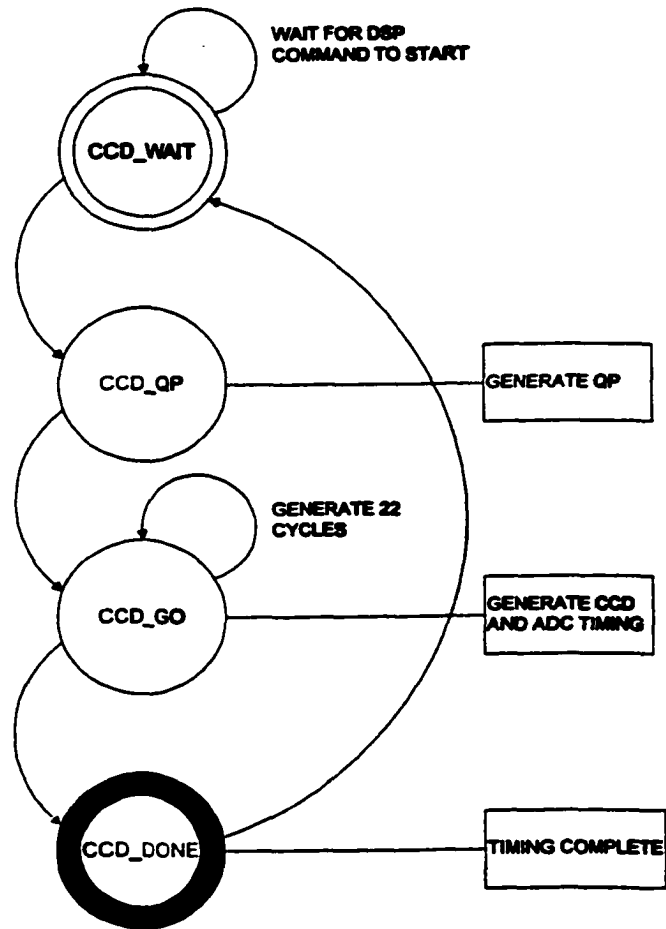 WAIT FOR DSP
COMMAND TO START
CCD_WAIT
CCD_QP
GENERATE QP
GENERATE 22
CYCLES
CCD_GO
GENERATE CCD
AND ADC TIMING
CCD_DONE
TIMING COMPLETE